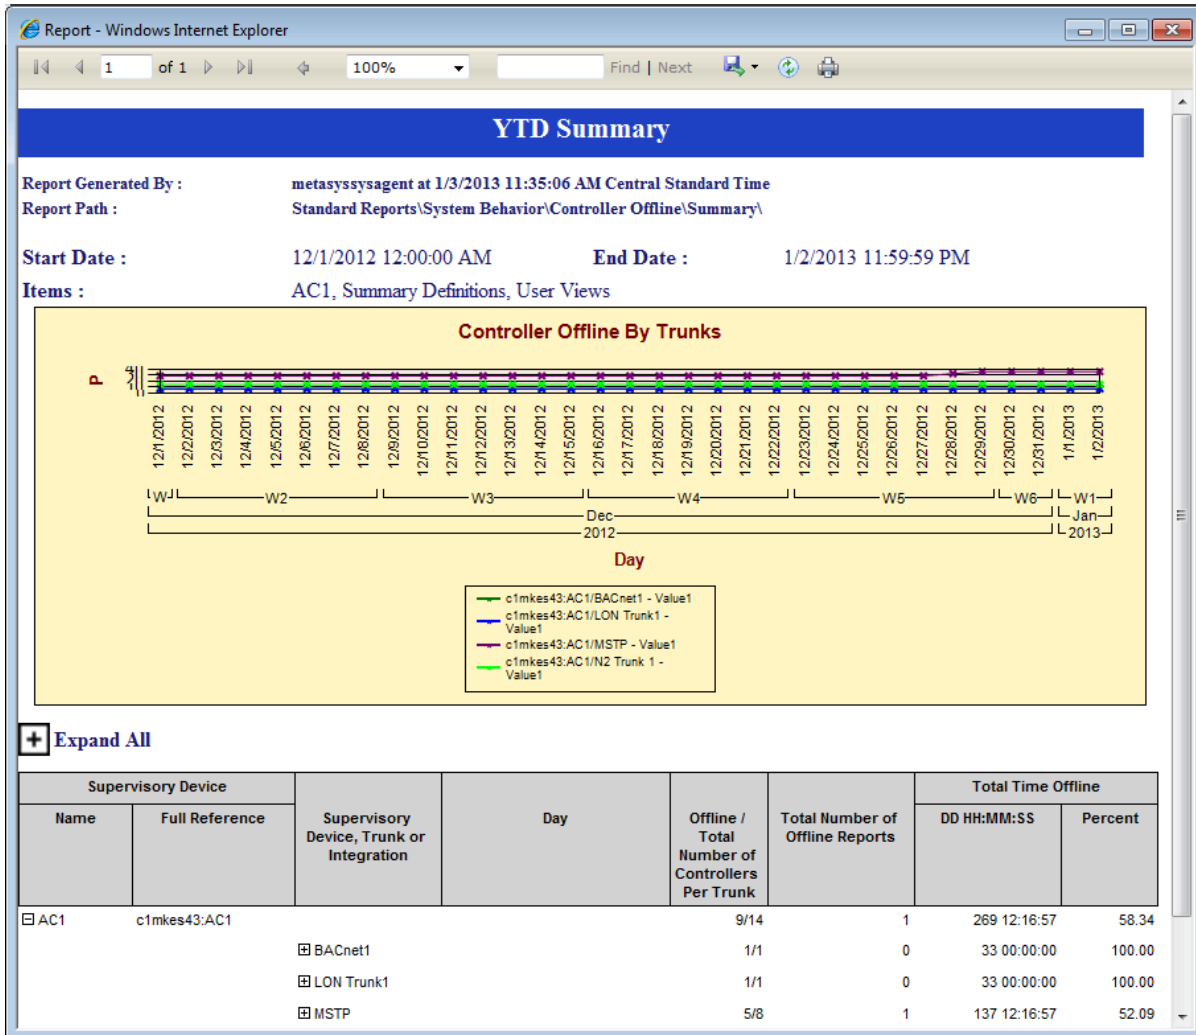 Report - Windows Internet Explorer
1 of 1 100% Find | Next
YTD Summary
Report Generated By : metasyssysagent at 1/3/2013 11:35:06 AM Central Standard Time
Report Path : Standard Reports\System Behavior\Controller Offline\Summary\
Start Date : 12/1/2012 12:00:00 AM End Date : 1/2/2013 11:59:59 PM
Items : AC1, Summary Definitions, User Views
Controller Offline By Trunks
P
12/1/2012
12/2/2012
12/3/2012
12/4/2012
12/5/2012
12/6/2012
12/7/2012
12/8/2012
12/9/2012
12/10/2012
12/11/2012
12/12/2012
12/13/2012
12/14/2012
12/15/2012
12/16/2012
12/17/2012
12/18/2012
12/19/2012
12/20/2012
12/21/2012
12/22/2012
12/23/2012
12/24/2012
12/25/2012
12/26/2012
12/27/2012
12/28/2012
12/29/2012
12/30/2012
12/31/2012
1/1/2013
1/2/2013
W W2 W3 W4 W5 W6 W1
Dec Jan
2012 2013
Day
c1mkes43:AC1/BACnet1 - Value1
c1mkes43:AC1/LON Trunk1 -
Value1
c1mkes43:AC1/MSTP - Value1
c1mkes43:AC1/N2 Trunk 1 -
Value1
Expand All
Supervisory Device Total Time Offline
Name Full Reference Supervisory Day Offline / Total Number of DD HH:MM:SS Percent
Device, Trunk or Total Offline Reports
Integration Number of
Controllers
Per Trunk
AC1 c1mkes43:AC1 9/14 1 269 12:16:57 58.34
BACnet1 1/1 0 33 00:00:00 100.00
LON Trunk1 1/1 0 33 00:00:00 100.00
MSTP 5/8 1 137 12:16:57 52.09